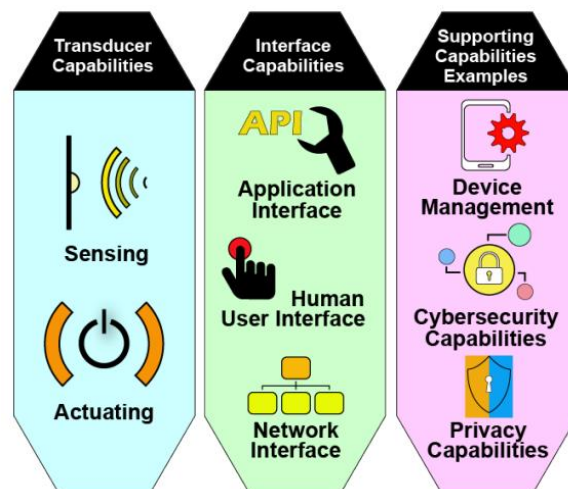 Transducer
Capabilities
Sensing
Actuating
Interface
Capabilities
API
Application
Interface
Human
User Interface
Network
Interface
Supporting
Capabilities
Examples
Device
Management
Cybersecurity
Capabilities
Privacy
Capabilities